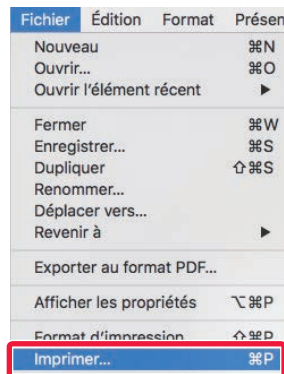 Fichier Édition Format Présen
Nouveau ⌘N
Ouvrir... ⌘O
Ouvrir l’élément récent ▶
Fermer ⌘W
Enregistrer... ⌘S
Dupliquer ⇧⌘S
Renommer...
Déplacer vers...
Revenir à ▶
Exporter au format PDF...
Afficher les propriétés ⌥⌘P
Format d’impression ⇧⌘P
Imprimer... ⌘P